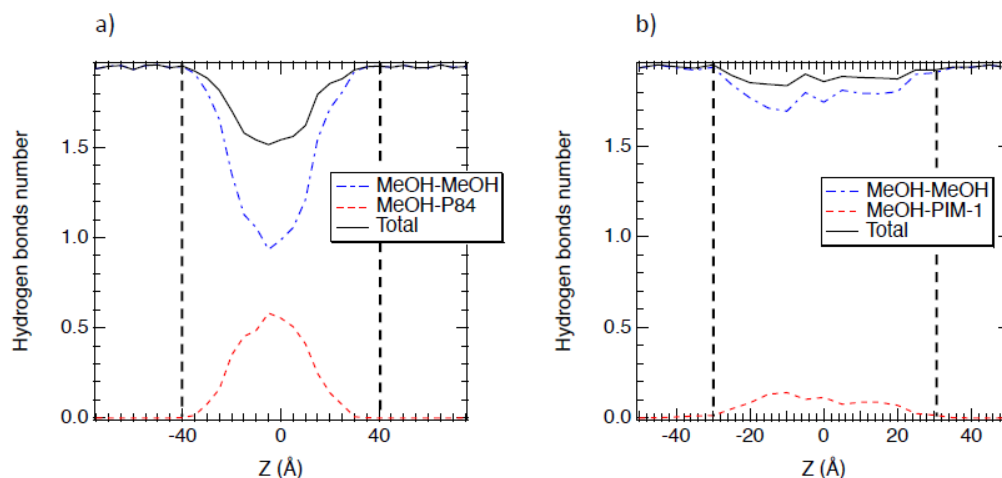 a)
Hydrogen bonds number
1.5
1.0
0.5
0.0
MeOH-MeOH
MeOH-P84
Total
-40
0
40
Z (Å)
b)
Hydrogen bonds number
1.5
1.0
0.5
0.0
MeOH-MeOH
MeOH-PIM-1
Total
-40
-20
0
20
40
Z (Å)